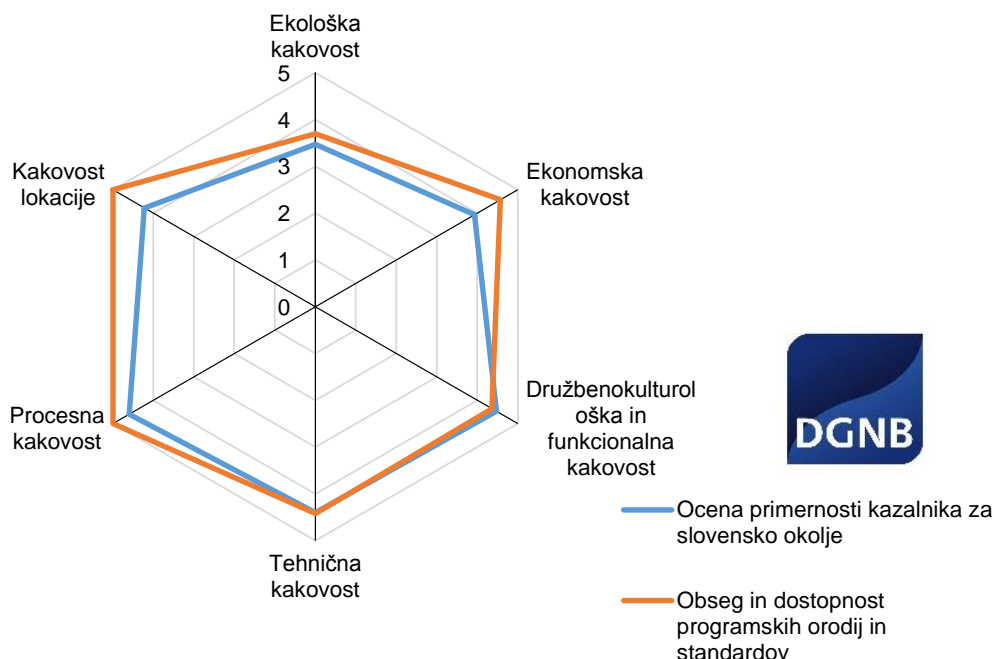 Ekološka
kakovost
5
4
3
2
1
0
Ekonomska
kakovost
Družbenokulturol
oška in
funkcionalna
kakovost
Tehnična
kakovost
Procesna
kakovost
Kakovost
lokacije
DGNB
Ocena primernosti kazalnika za
slovensko okolje
Obseg in dostopnost
programskih orodij in
standardov